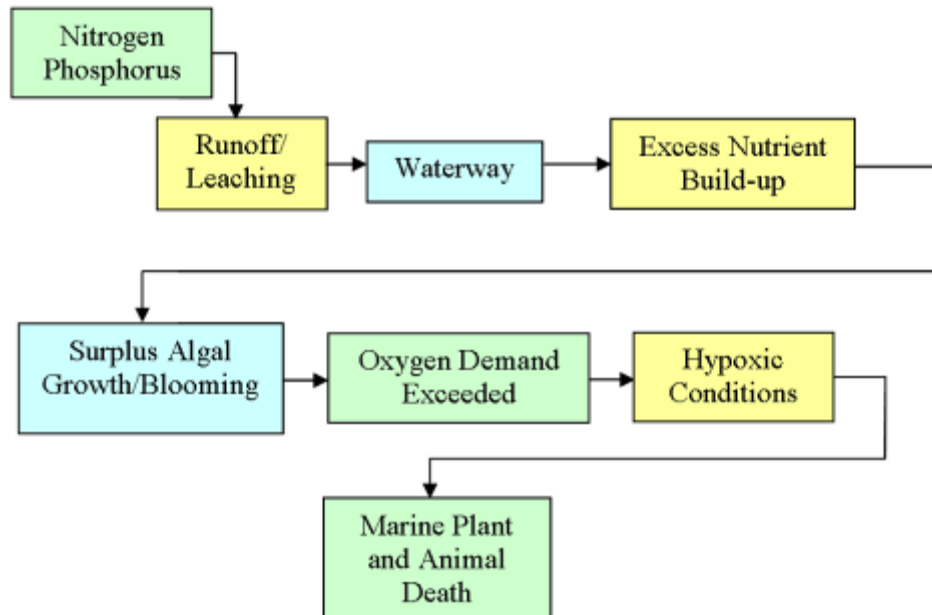 Nitrogen
Phosphorus
Runoff/
Leaching
Waterway
Excess Nutrient
Build-up
Surplus Algal
Growth/Blooming
Oxygen Demand
Exceeded
Hypoxic
Conditions
Marine Plant
and Animal
Death